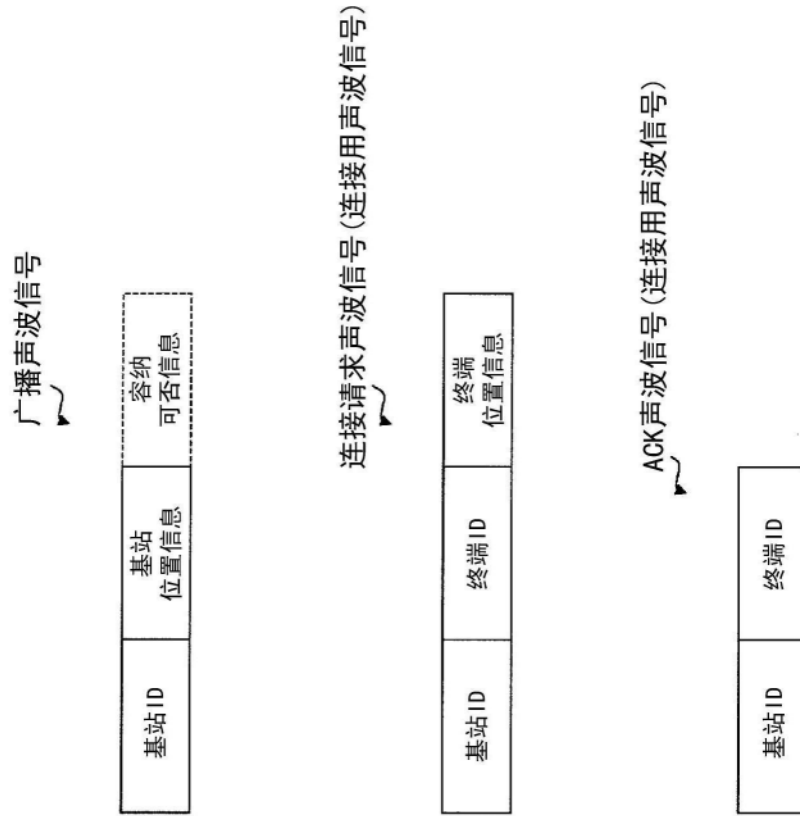 广播声波信号
基站ID
基站
位置信息
容纳
可否信息
连接请求声波信号(连接用声波信号)
基站ID
终端ID
终端
位置信息
ACK声波信号(连接用声波信号)
基站ID
终端ID